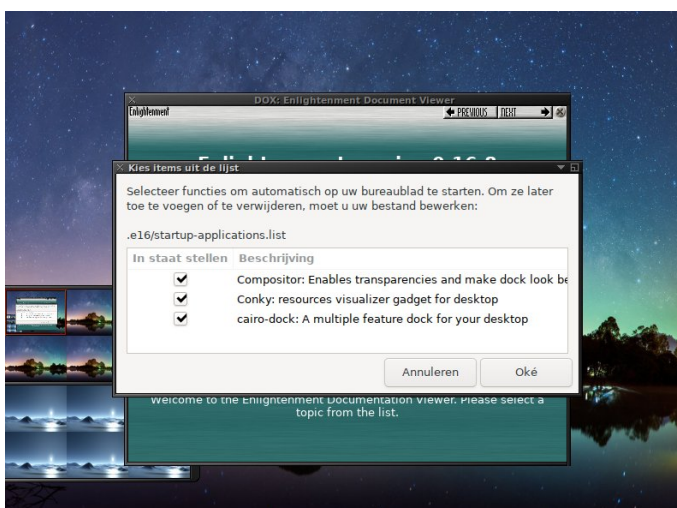 DOX: Enlightenment Document Viewer
Enlightenment
PREVIOUS NEXT
Kies items uit de lijst
Selecteer functies om automatisch op uw bureaublad te starten. Om ze later
toe te voegen of te verwijderen, moet u uw bestand bewerken:
.e16/startup-applications.list
In staat stellen Beschrijving
Compositor: Enables transparencies and make dock look be
Conky: resources visualizer gadget for desktop
cairo-dock: A multiple feature dock for your desktop
Annuleren Oké
Welcome to the Enlightenment Documentation Viewer. Please select a
topic from the list.